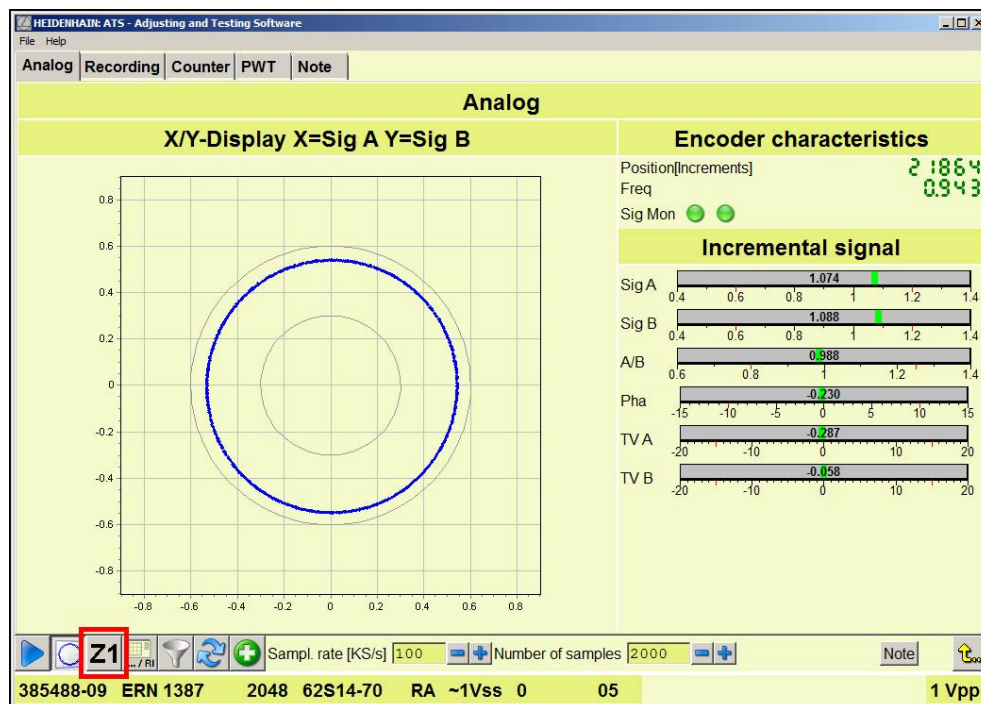 HEIDENHAIN: ATS - Adjusting and Testing Software
File Help
Analog Recording Counter PWT Note
Analog
X/Y-Display X=Sig A Y=Sig B
0.8
0.6
0.4
0.2
0
-0.2
-0.4
-0.6
-0.8
-0.8 -0.6 -0.4 -0.2 0 0.2 0.4 0.6 0.8
Encoder characteristics
Position[Increments] 21864
Freq 0.943
Sig Mon
Incremental signal
Sig A 1.074
0.4 0.6 0.8 1 1.2 1.4
Sig B 1.088
0.4 0.6 0.8 1 1.2 1.4
A/B 0.988
0.6 0.8 1 1.2 1.4
Pha -0.230
-15 -10 -5 0 5 10 15
TV A -0.287
-20 -10 0 10 20
TV B -0.058
-20 -10 0 10 20
Z1 ... / RI Sampl. rate [KS/s] 100 Number of samples 2000 Note
385488-09 ERN 1387 2048 62S14-70 RA ~1Vss 0 05 1 Vpp